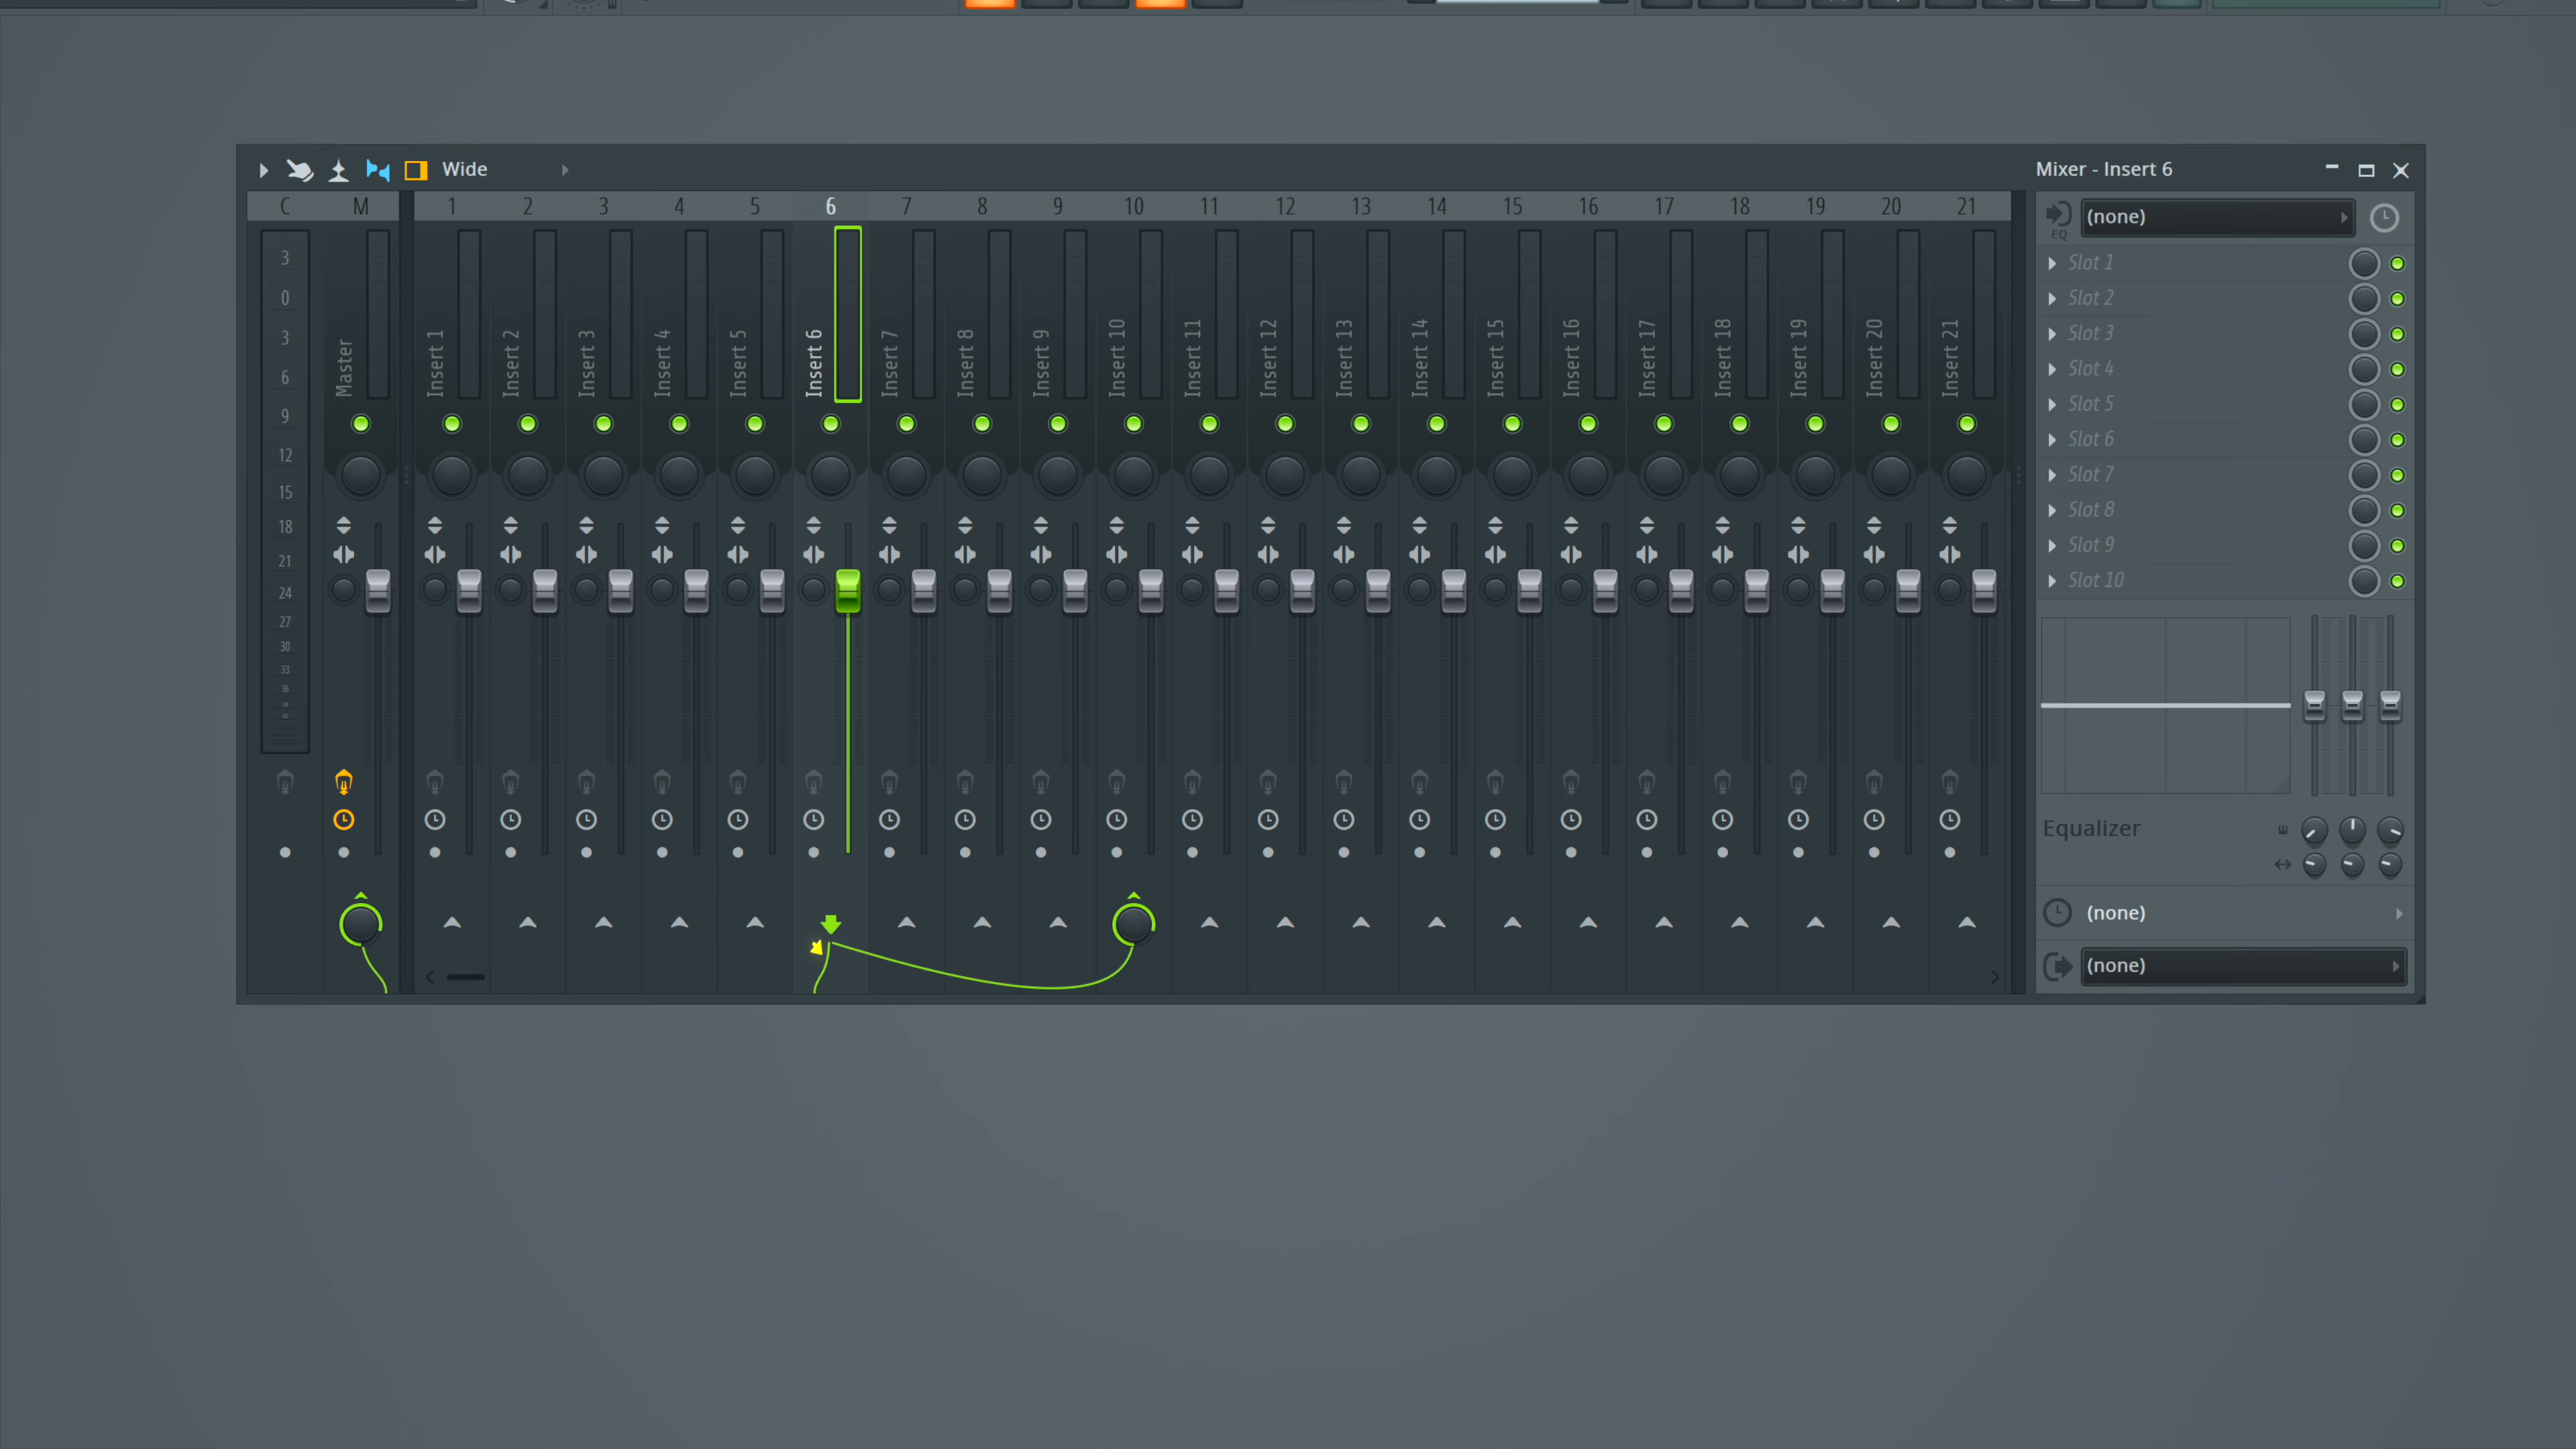 Wide
Mixer - Insert 6
C M 1 2 3 4 5 6 7 8 9 10 11 12 13 14 15 16 17 18 19 20 21
3
0
3
6
9
12
15
18
21
24
27
30
33
36
Master
Insert 1
Insert 2
Insert 3
Insert 4
Insert 5
Insert 6
Insert 7
Insert 8
Insert 9
Insert 10
Insert 11
Insert 12
Insert 13
Insert 14
Insert 15
Insert 16
Insert 17
Insert 18
Insert 19
Insert 20
Insert 21
(none)
EQ
Slot 1
Slot 2
Slot 3
Slot 4
Slot 5
Slot 6
Slot 7
Slot 8
Slot 9
Slot 10
Equalizer
(none)
(none)